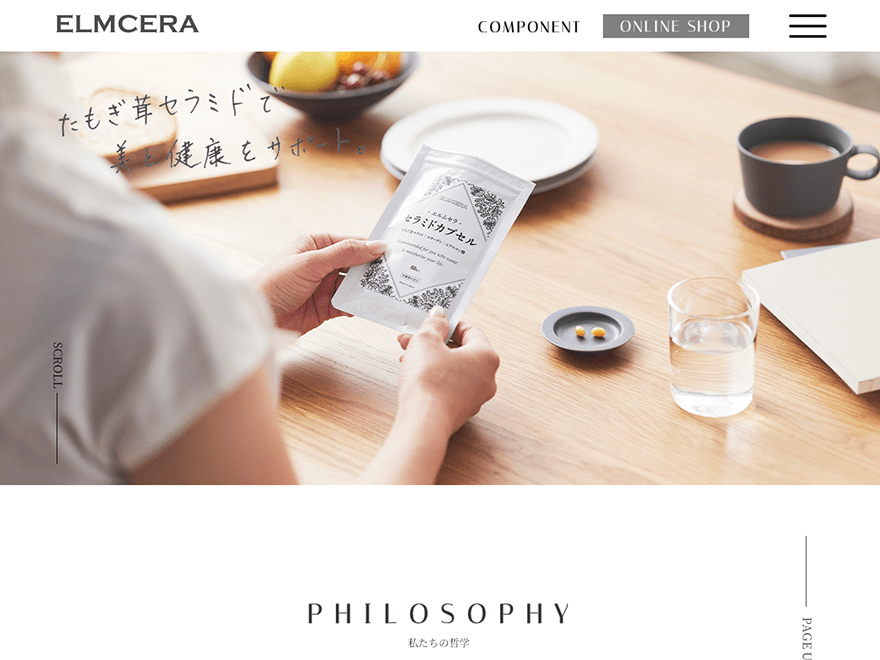 ELMCERA
COMPONENT
ONLINE SHOP
たもぎ茸セラミドで
美と健康をサポート。
・エルムセラ・
セラミドカプセル
SCROLL
PHILOSOPHY
私たちの哲学
PAGE U